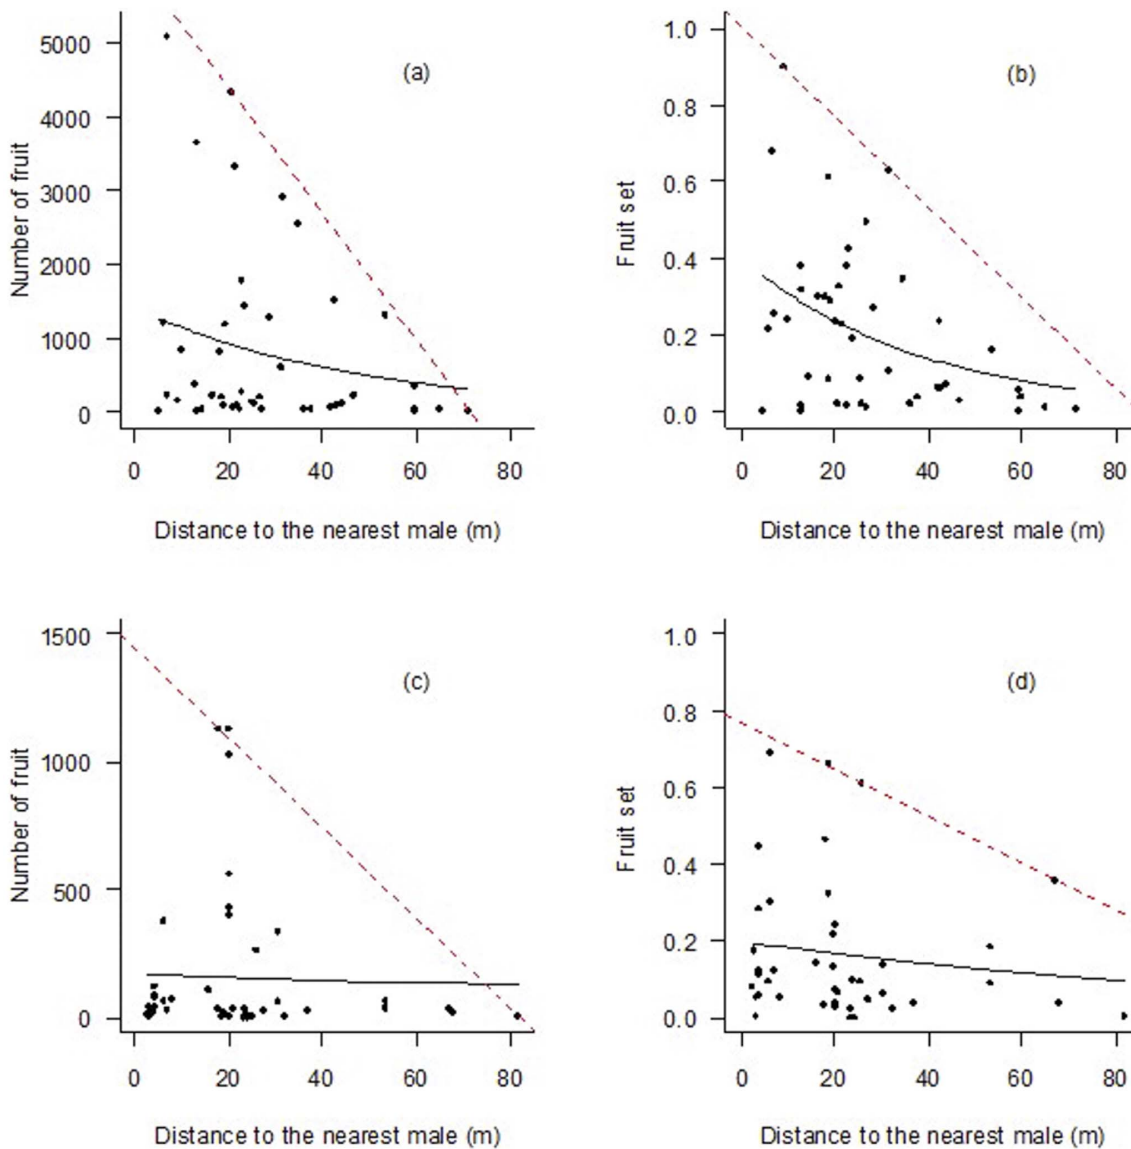 (a)
Number of fruit
5000
4000
3000
2000
1000
0
0 20 40 60 80
Distance to the nearest male (m)
(b)
Fruit set
1.0
0.8
0.6
0.4
0.2
0.0
0 20 40 60 80
Distance to the nearest male (m)
(c)
Number of fruit
1500
1000
500
0
0 20 40 60 80
Distance to the nearest male (m)
(d)
Fruit set
1.0
0.8
0.6
0.4
0.2
0.0
0 20 40 60 80
Distance to the nearest male (m)